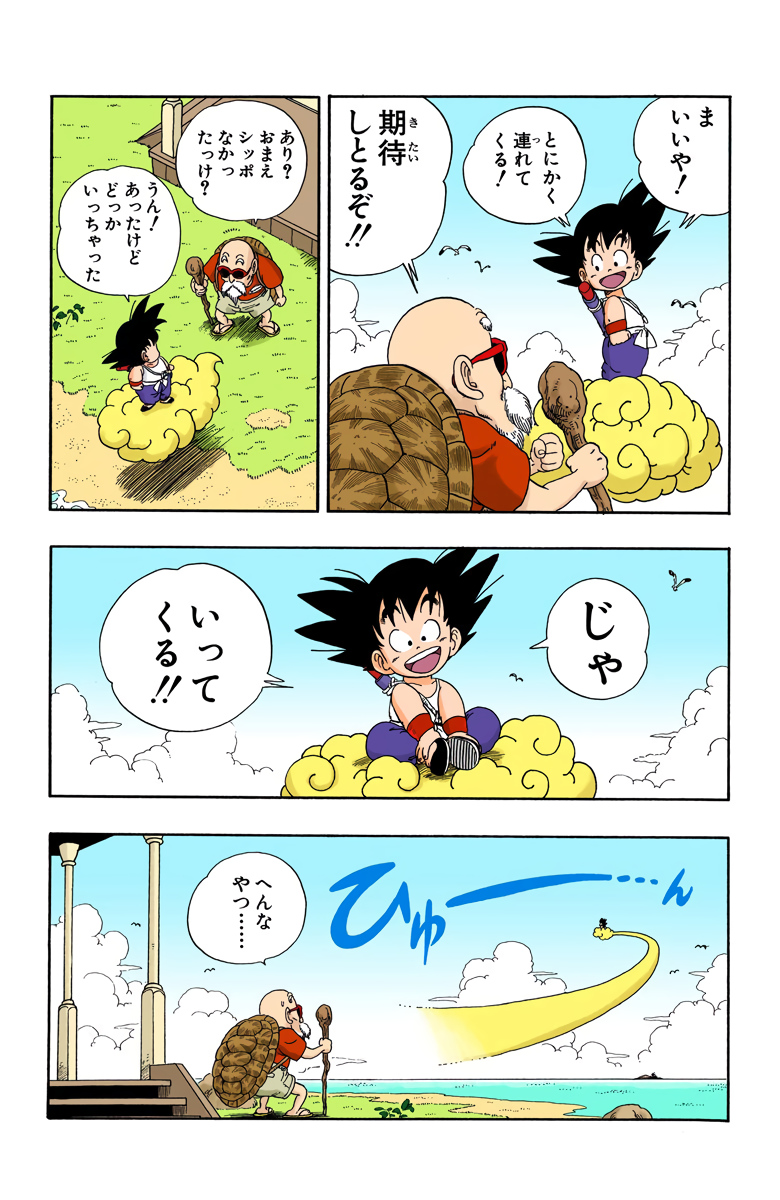 ま
いいや！
とにかく
連れて
くる！
期待
しとるぞ!!
あり？
おまえ
シッポ
なかっ
たっけ？
うん！
あったけど
どっか
いっちゃった
じゃ
いって
くる!!
ひゅーー…ん
へんな
やつ……